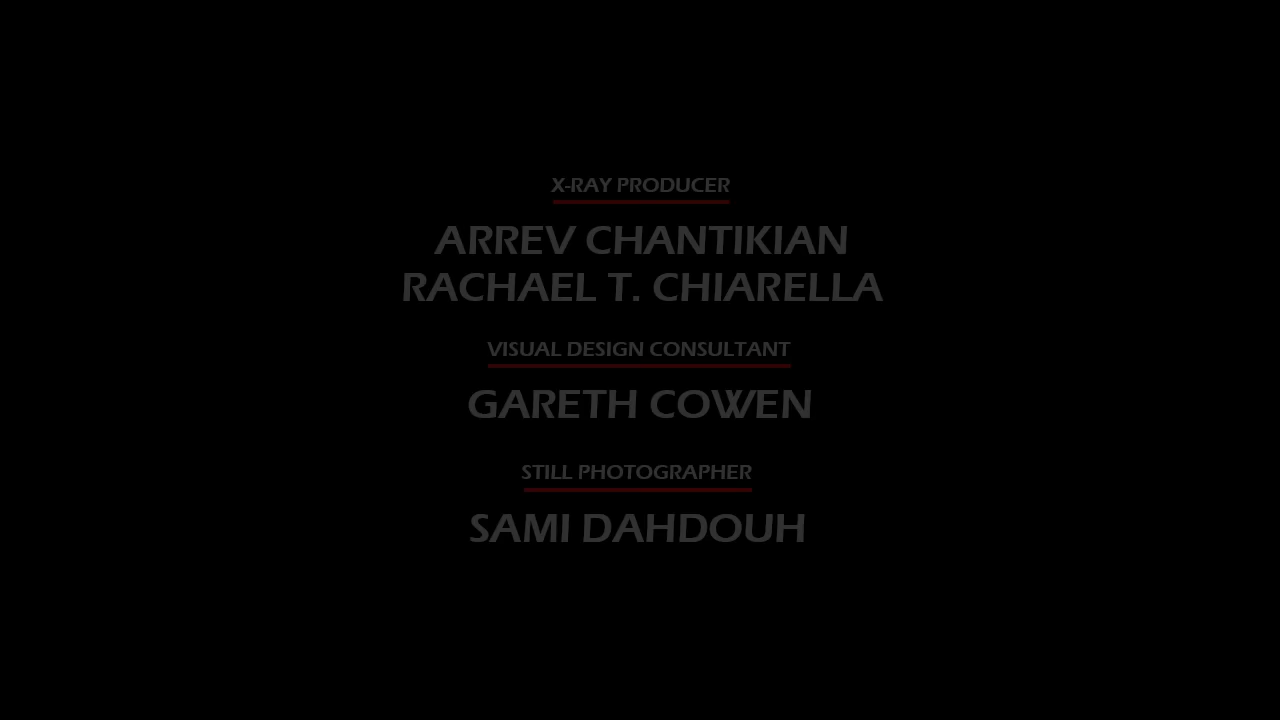 X-RAY PRODUCER
ARREV CHANTIKIAN
RACHAEL T. CHIARELLA
VISUAL DESIGN CONSULTANT
GARETH COWEN
STILL PHOTOGRAPHER
SAMI DAHDOUH